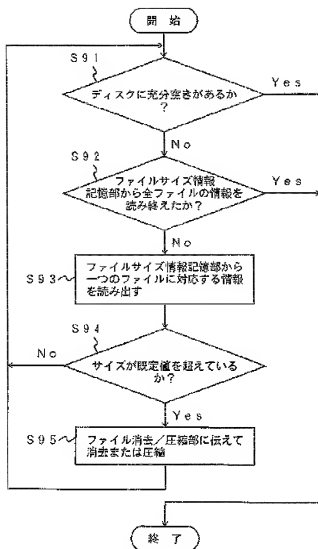 開始
S91
ディスクに充分空きがあるか
?
Yes
No
S92
ファイルサイズ情報
記憶部から全ファイルの情報を
読み終えたか?
Yes
No
S93
ファイルサイズ情報記憶部から
一つのファイルに対応する情報
を読み出す
S94
No
サイズが既定値を超えている
か?
Yes
S95
ファイル消去/圧縮部に伝えて
消去または圧縮
終了